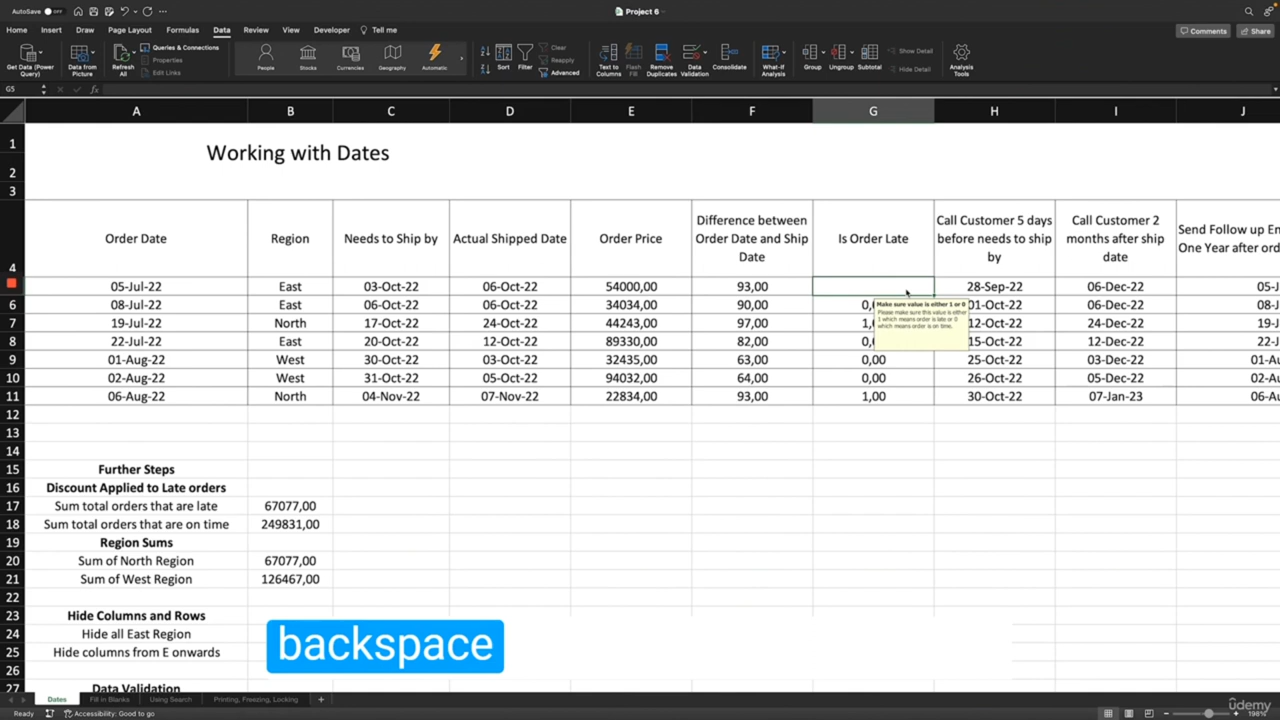 AutoSave OFF
Project 6
Home Insert Draw Page Layout Formulas Data Review View Developer Tell me
Comments Share
Get Data (Power Query)
Data from Picture
Refresh All
Queries & Connections
Properties
Edit Links
People
Stocks
Currencies
Geography
Automatic
Sort
Filter
Clear
Reapply
Advanced
Text to Columns
Flash Fill
Remove Duplicates
Data Validation
Consolidate
What-If Analysis
Group
Ungroup
Subtotal
Show Detail
Hide Detail
Analysis Tools
G5 fx
A B C D E F G H I J
1 Working with Dates
2
3
4 Order Date Region Needs to Ship by Actual Shipped Date Order Price Difference between Order Date and Ship Date Is Order Late Call Customer 5 days before needs to ship by Call Customer 2 months after ship date Send Follow up En One Year after ord
05-Jul-22 East 03-Oct-22 06-Oct-22 54000,00 93,00 28-Sep-22 06-Dec-22 05-J
6 08-Jul-22 East 06-Oct-22 06-Oct-22 34034,00 90,00 0, 01-Oct-22 06-Dec-22 08-J
7 19-Jul-22 North 17-Oct-22 24-Oct-22 44243,00 97,00 1, 12-Oct-22 24-Dec-22 19-J
8 22-Jul-22 East 20-Oct-22 12-Oct-22 89330,00 82,00 0, 15-Oct-22 12-Dec-22 22-J
9 01-Aug-22 West 30-Oct-22 03-Oct-22 32435,00 63,00 0,00 25-Oct-22 03-Dec-22 01-Au
10 02-Aug-22 West 31-Oct-22 05-Oct-22 94032,00 64,00 0,00 26-Oct-22 05-Dec-22 02-Au
11 06-Aug-22 North 04-Nov-22 07-Nov-22 22834,00 93,00 1,00 30-Oct-22 07-Jan-23 06-Au
Make sure value is either 1 or 0
Please make sure this value is either
1 which means order is late or 0
which means order is on time.
12
13
14
15 Further Steps
16 Discount Applied to Late orders
17 Sum total orders that are late 67077,00
18 Sum total orders that are on time 249831,00
19 Region Sums
20 Sum of North Region 67077,00
21 Sum of West Region 126467,00
22
23 Hide Columns and Rows
24 Hide all East Region
25 Hide columns from E onwards
26
27 Data Validation
backspace
Dates Fill in Blanks Using Search Printing, Freezing, Locking +
Ready Accessibility: Good to go
198%
udemy